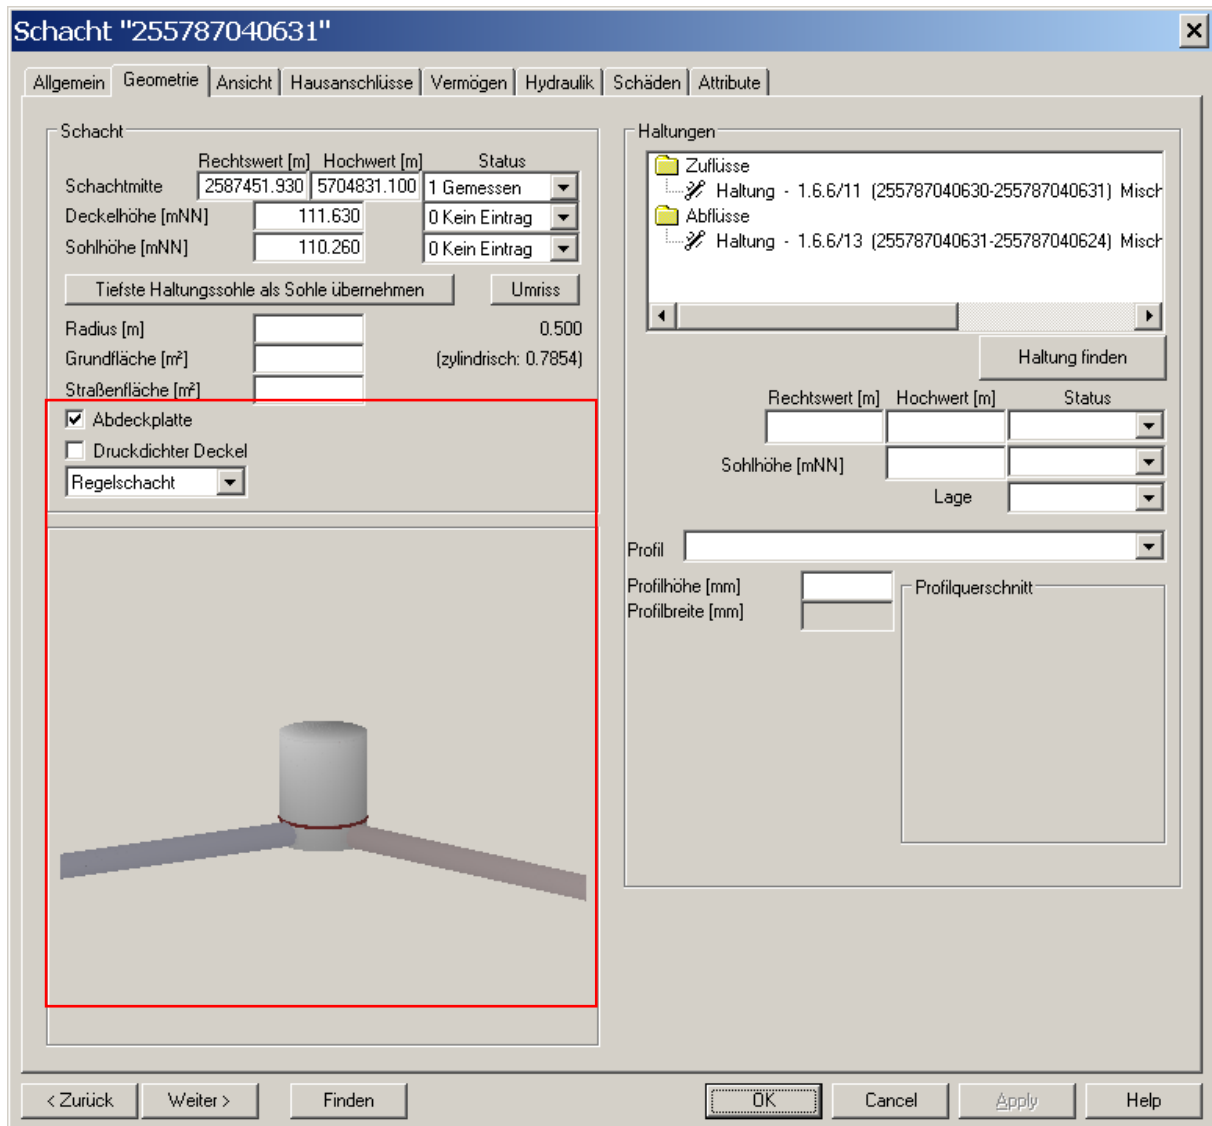 Schacht "255787040631"
Allgemein Geometrie Ansicht Hausanschlüsse Vermögen Hydraulik Schäden Attribute
Schacht
Rechtswert [m] Hochwert [m] Status
Schachtmitte 2587451.930 5704831.100 1 Gemessen
Deckelhöhe [mNN] 111.630 0 Kein Eintrag
Sohlhöhe [mNN] 110.260 0 Kein Eintrag
Tiefste Haltungssohle als Sohle übernehmen Umriss
Radius [m] 0.500
Grundfläche [m²] (zylindrisch: 0.7854)
Straßenfläche [m²]
Abdeckplatte
Druckdichter Deckel
Regelschacht
Haltungen
Zuflüsse
Haltung - 1.6.6/11 (255787040630-255787040631) Misch
Abflüsse
Haltung - 1.6.6/13 (255787040631-255787040624) Misch
Haltung finden
Rechtswert [m] Hochwert [m] Status
Sohlhöhe [mNN]
Lage
Profil
Profilhöhe [mm]
Profilbreite [mm]
Profilquerschnitt
< Zurück Weiter > Finden OK Cancel Apply Help